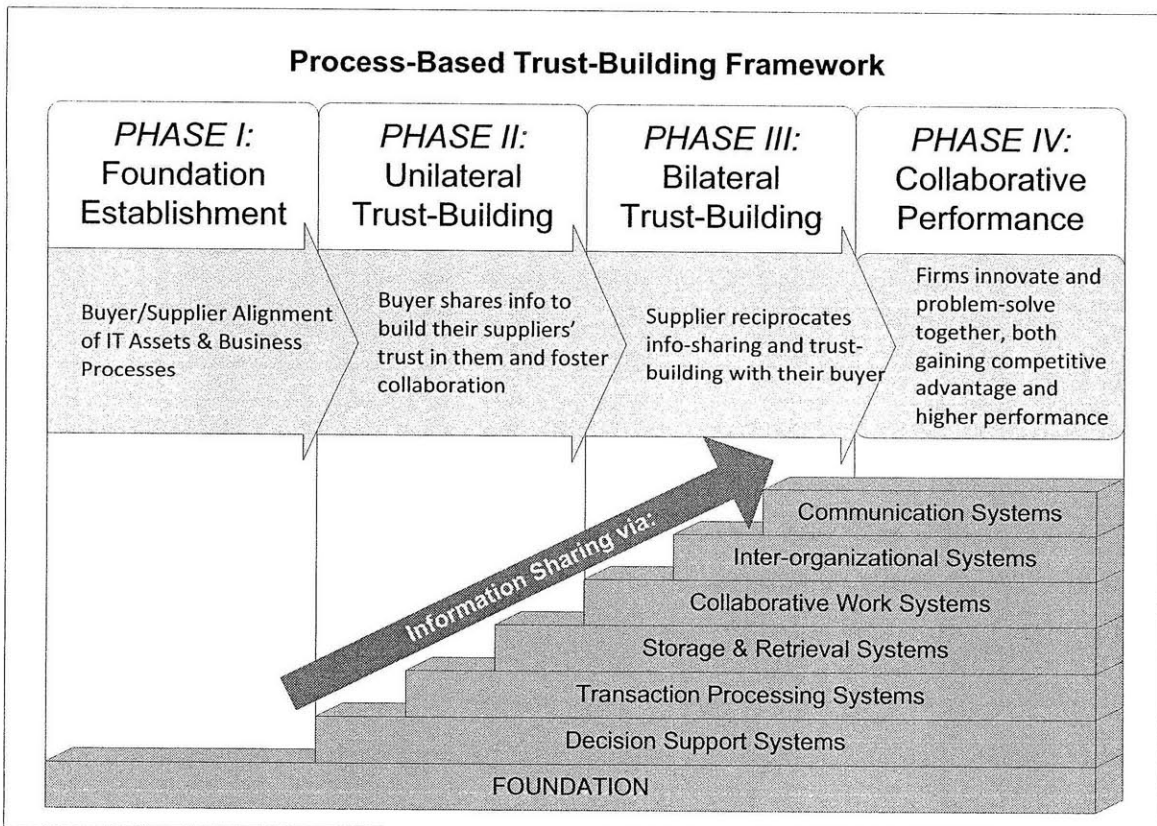 Process-Based Trust-Building Framework
PHASE I:
Foundation
Establishment
PHASE II:
Unilateral
Trust-Building
PHASE III:
Bilateral
Trust-Building
PHASE IV:
Collaborative
Performance
Buyer/Supplier Alignment
of IT Assets & Business
Processes
Buyer shares info to
build their suppliers'
trust in them and foster
collaboration
Supplier reciprocates
info-sharing and trust-
building with their buyer
Firms innovate and
problem-solve
together, both
gaining competitive
advantage and
higher performance
Information Sharing via:
Communication Systems
Inter-organizational Systems
Collaborative Work Systems
Storage & Retrieval Systems
Transaction Processing Systems
Decision Support Systems
FOUNDATION